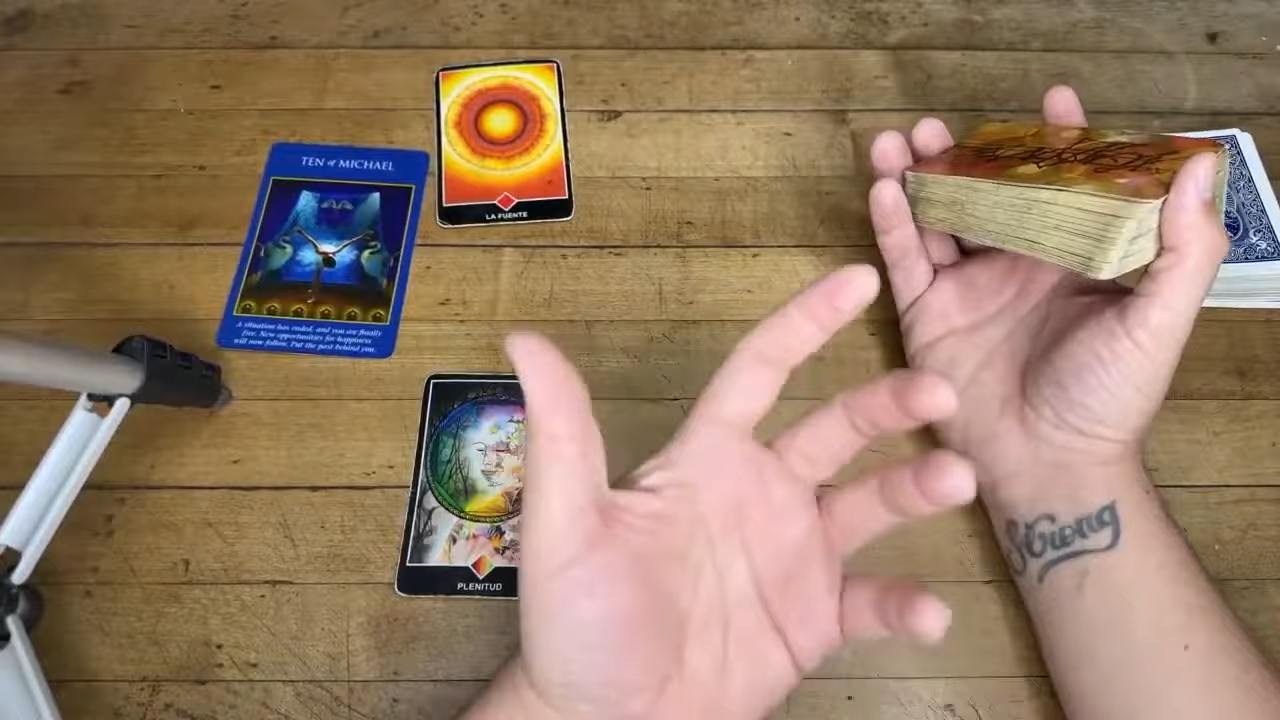 TEN of MICHAEL
A situation has ended, and you are finally
free. New opportunities for happiness
will now follow. Put the past behind you.
LA FUENTE
PLENITUD
Strong